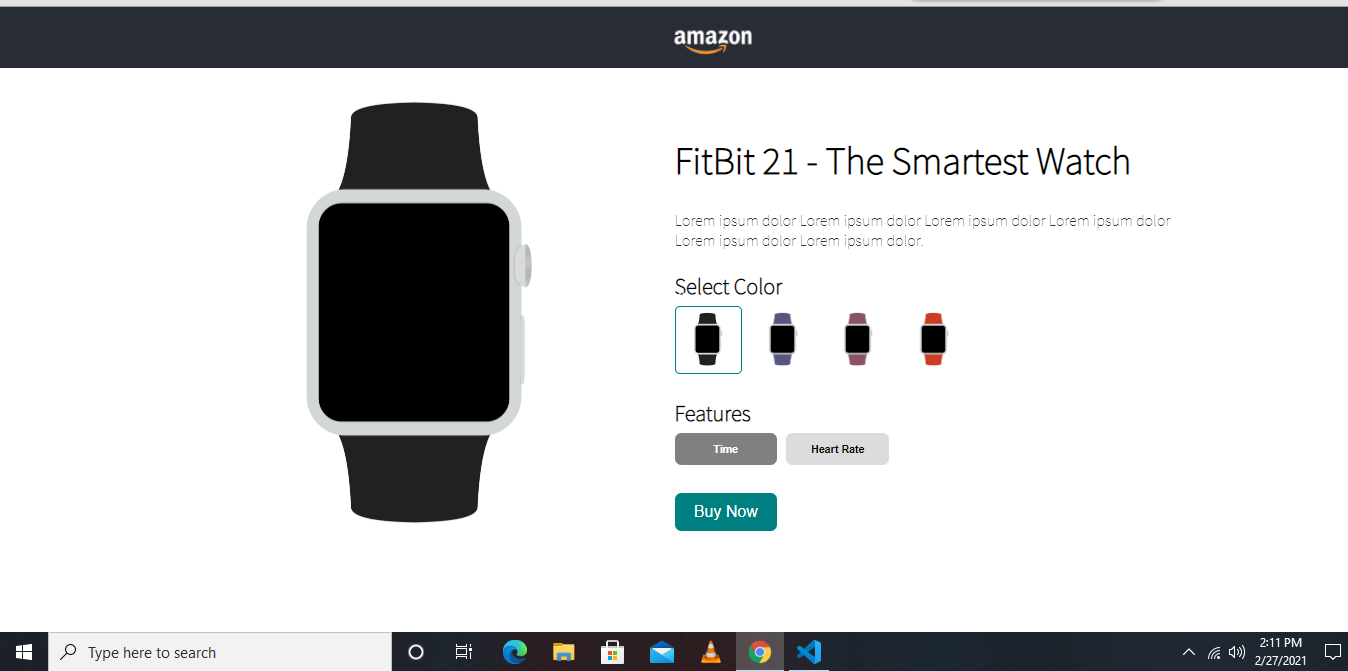 amazon
FitBit 21 - The Smartest Watch
Lorem ipsum dolor Lorem ipsum dolor Lorem ipsum dolor Lorem ipsum dolor
Lorem ipsum dolor Lorem ipsum dolor.
Select Color
Features
Time Heart Rate
Buy Now
Type here to search
2:11 PM
2/27/2021